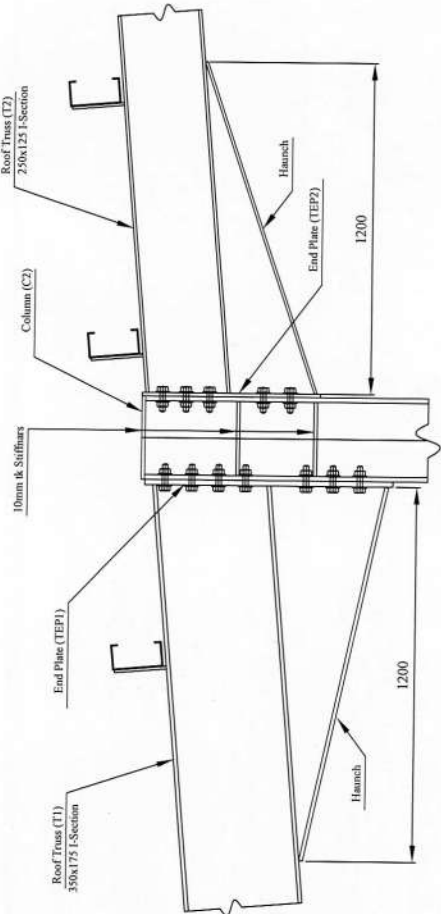 Roof Truss (T1)
350x175 I-Section
End Plate (TEP1)
10mm tk Stiffnars
Column (C2)
Roof Truss (T2)
250x125 I-Section
Haunch
1200
End Plate (TEP2)
Haunch
1200